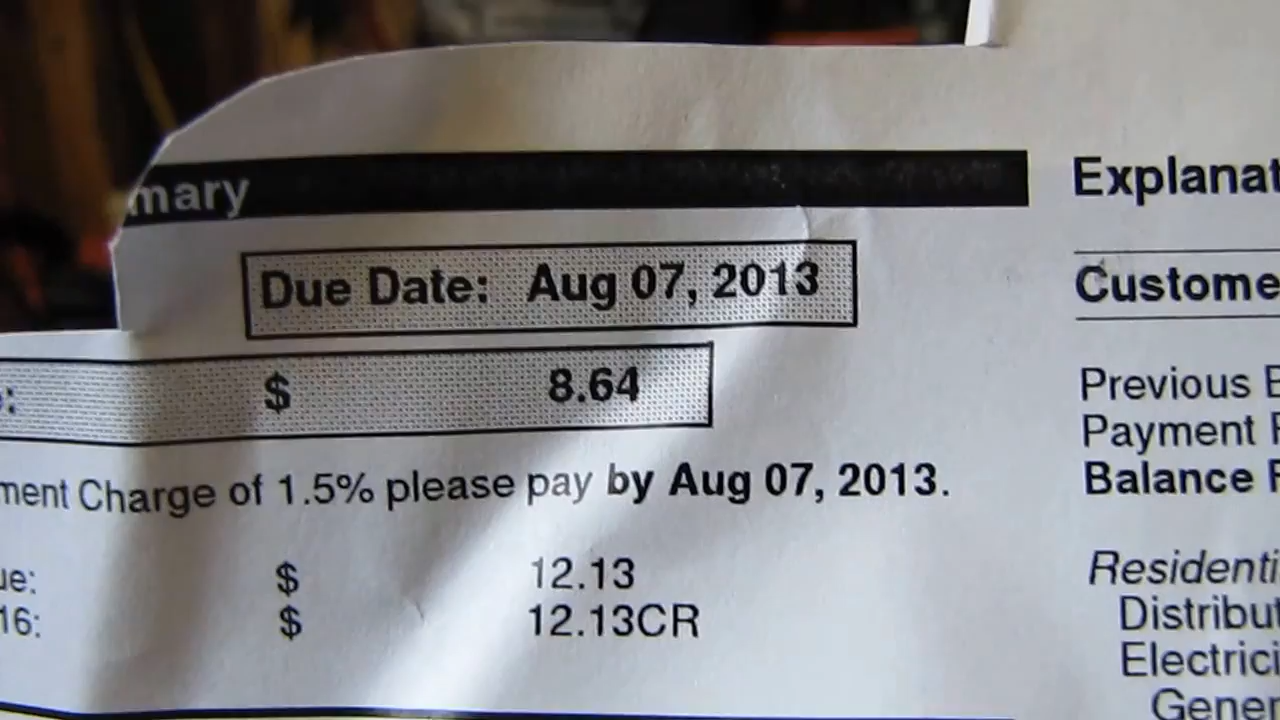 mary
Due Date: Aug 07, 2013
$ 8.64
ment Charge of 1.5% please pay by Aug 07, 2013.
ue: $ 12.13
16: $ 12.13CR
Explanat
Custome
Previous B
Payment R
Balance F
Residenti
Distribut
Electrici
Gener